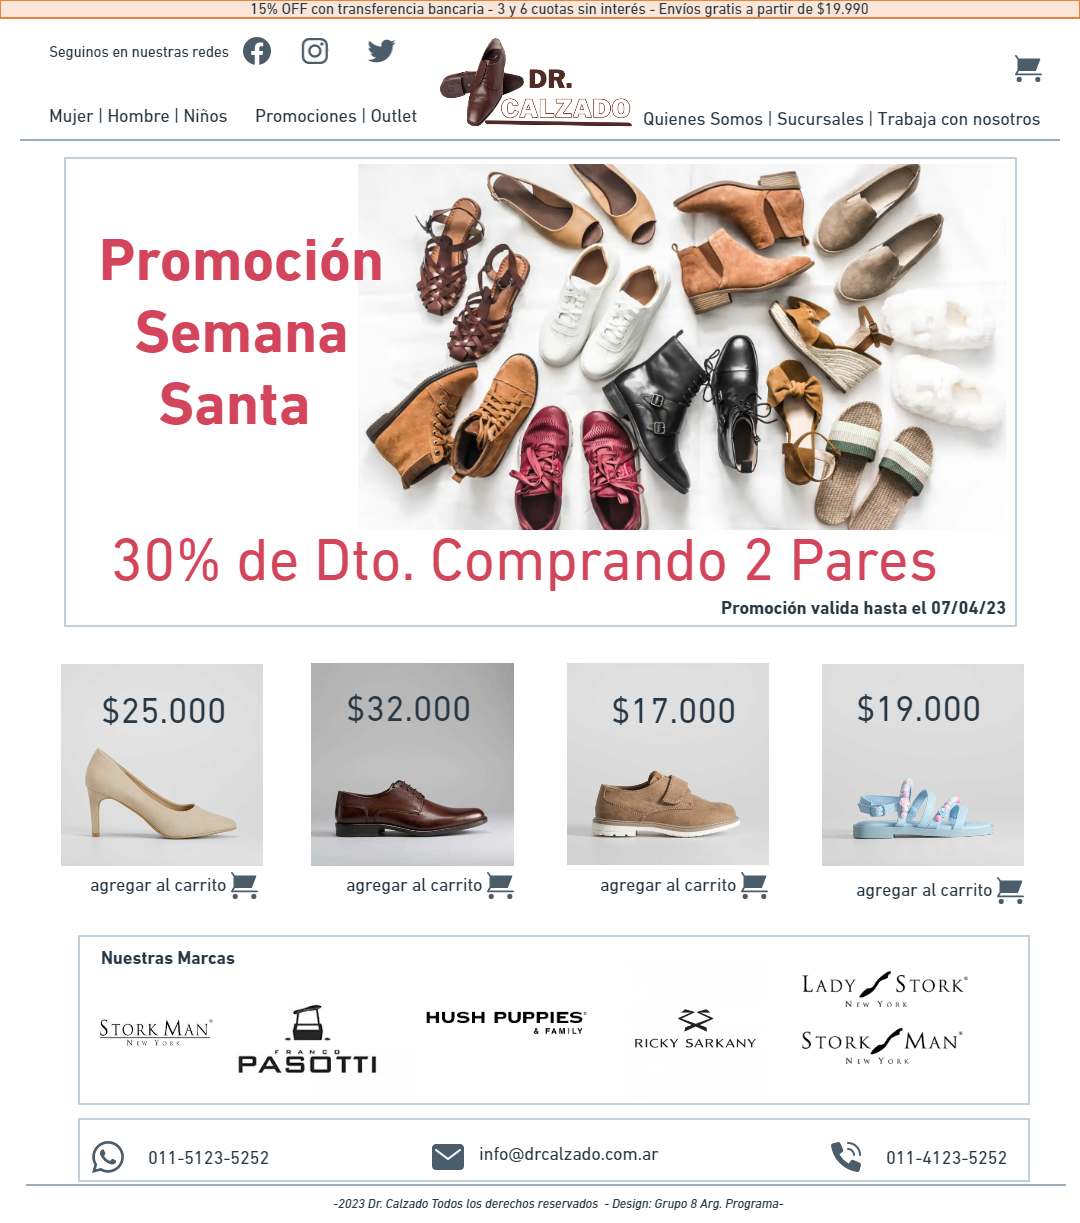 15% OFF con transferencia bancaria - 3 y 6 cuotas sin interés - Envíos gratis a partir de $19.990
Seguinos en nuestras redes
DR.
CALZADO
Mujer | Hombre | Niños
Promociones | Outlet
Quienes Somos | Sucursales | Trabaja con nosotros
Promoción
Semana
Santa
30% de Dto. Comprando 2 Pares
Promoción valida hasta el 07/04/23
$25.000
$32.000
$17.000
$19.000
agregar al carrito
agregar al carrito
agregar al carrito
agregar al carrito
Nuestras Marcas
STORK MAN®
NEW YORK
FRANCO
PASOTTI
HUSH PUPPIES®
& FAMILY
RICKY SARKANY
LADY STORK®
NEW YORK
STORK MAN®
NEW YORK
011-5123-5252
info@drcalzado.com.ar
011-4123-5252
-2023 Dr. Calzado Todos los derechos reservados  - Design: Grupo 8 Arg. Programa-